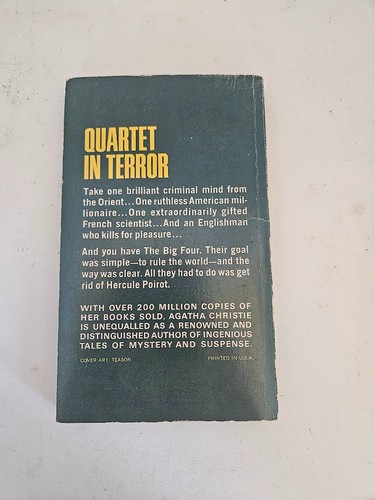 QUARTET
IN TERROR
Take one brilliant criminal mind from
the Orient...One ruthless American mil-
lionaire...One extraordinarily gifted
French scientist...And an Englishman
who kills for pleasure...
And you have The Big Four. Their goal
was simple—to rule the world—and the
way was clear. All they had to do was get
rid of Hercule Poirot.
WITH OVER 200 MILLION COPIES OF
HER BOOKS SOLD, AGATHA CHRISTIE
IS UNEQUALLED AS A RENOWNED AND
DISTINGUISHED AUTHOR OF INGENIOUS
TALES OF MYSTERY AND SUSPENSE.
COVER ART: TEASON PRINTED IN U.S.A.